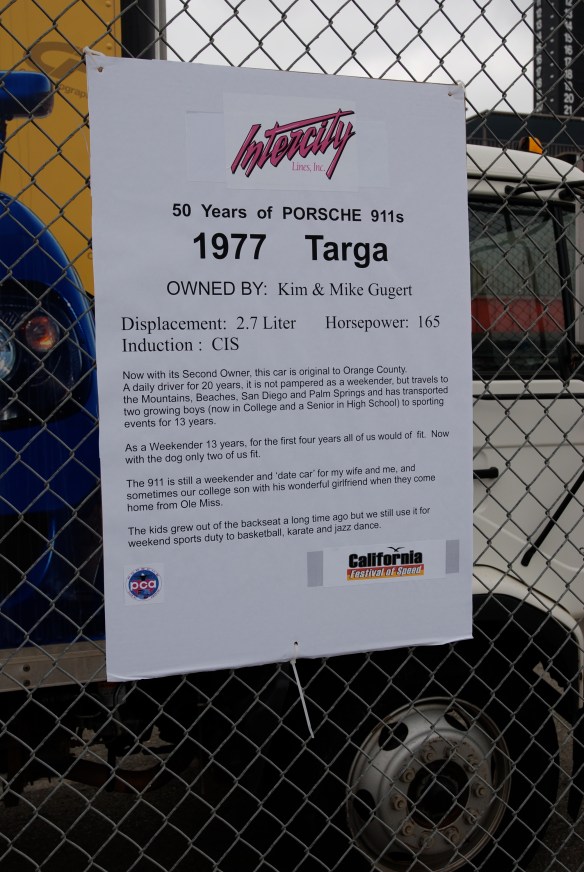 Intercity
Lines, Inc.
50 Years of PORSCHE 911s
1977 Targa
OWNED BY: Kim & Mike Gugert
Displacement: 2.7 Liter Horsepower: 165
Induction : CIS
Now with its Second Owner, this car is original to Orange County.
A daily driver for 20 years, it is not pampered as a weekender, but travels to
the Mountains, Beaches, San Diego and Palm Springs and has transported
two growing boys (now in College and a Senior in High School) to sporting
events for 13 years.
As a Weekender 13 years, for the first four years all of us would of fit. Now
with the dog only two of us fit.
The 911 is still a weekender and 'date car' for my wife and me, and
sometimes our college son with his wonderful girlfriend when they come
home from Ole Miss.
The kids grew out of the backseat a long time ago but we still use it for
weekend sports duty to basketball, karate and jazz dance.
pca
California
Festival of Speed